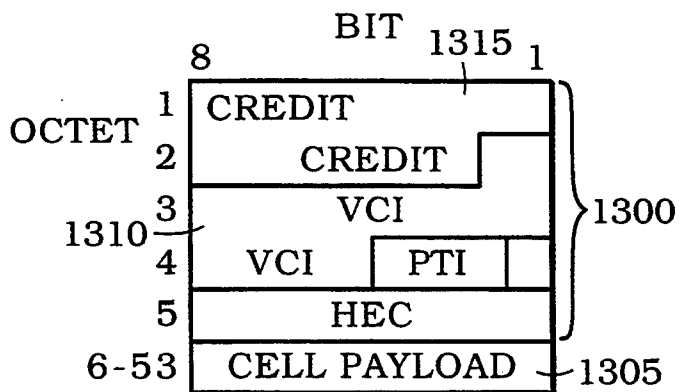 BIT
8 1315 1
1 CREDIT
OCTET
2 CREDIT
3 VCI
1310 1300
4 VCI PTI
5 HEC
6-53 CELL PAYLOAD 1305